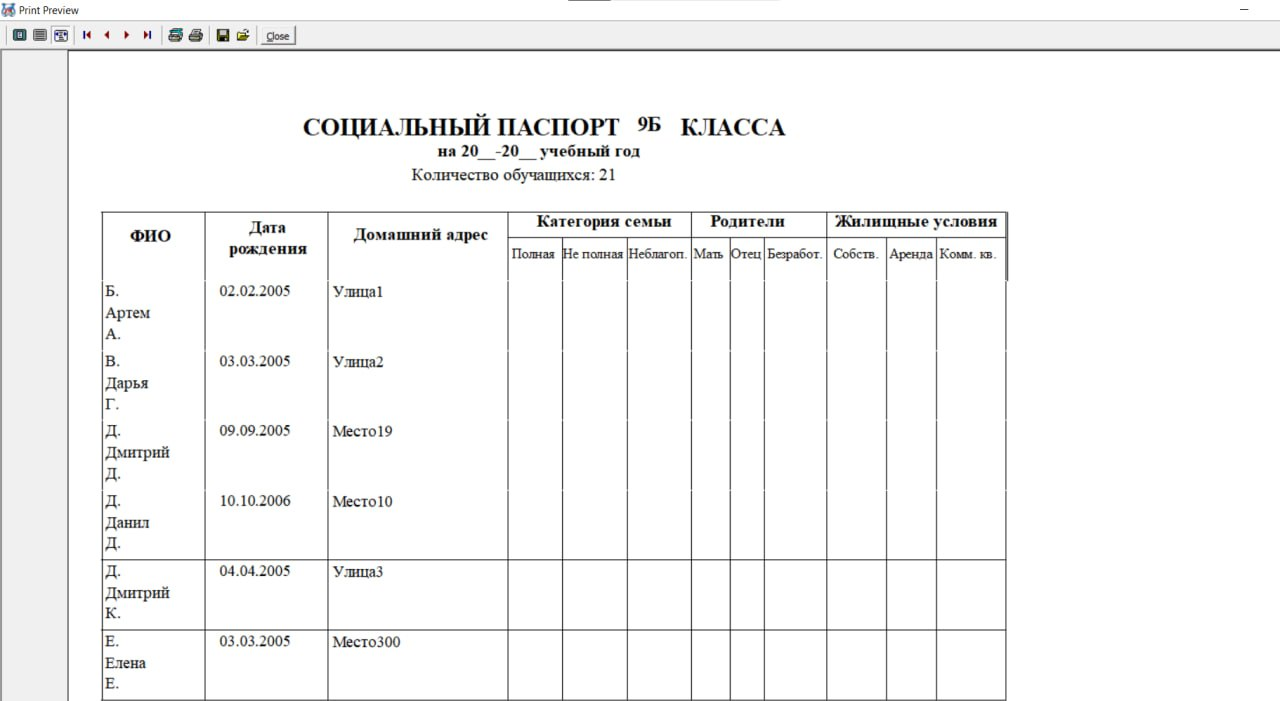 Print Preview
Close
СОЦИАЛЬНЫЙ ПАСПОРТ 9Б КЛАССА
на 20__-20__ учебный год
Количество обучащихся: 21
ФИО
Дата
рождения
Домашний адрес
Категория семьи
Родители
Жилищные условия
Полная
Не полная
Неблагоп.
Мать
Отец
Безработ.
Собств.
Аренда
Комм. кв.
Б. 02.02.2005 Улица1
Артем
А.
В. 03.03.2005 Улица2
Дарья
Г.
Д. 09.09.2005 Место19
Дмитрий
Д.
Д. 10.10.2006 Место10
Данил
Д.
Д. 04.04.2005 Улица3
Дмитрий
К.
Е. 03.03.2005 Место300
Елена
Е.